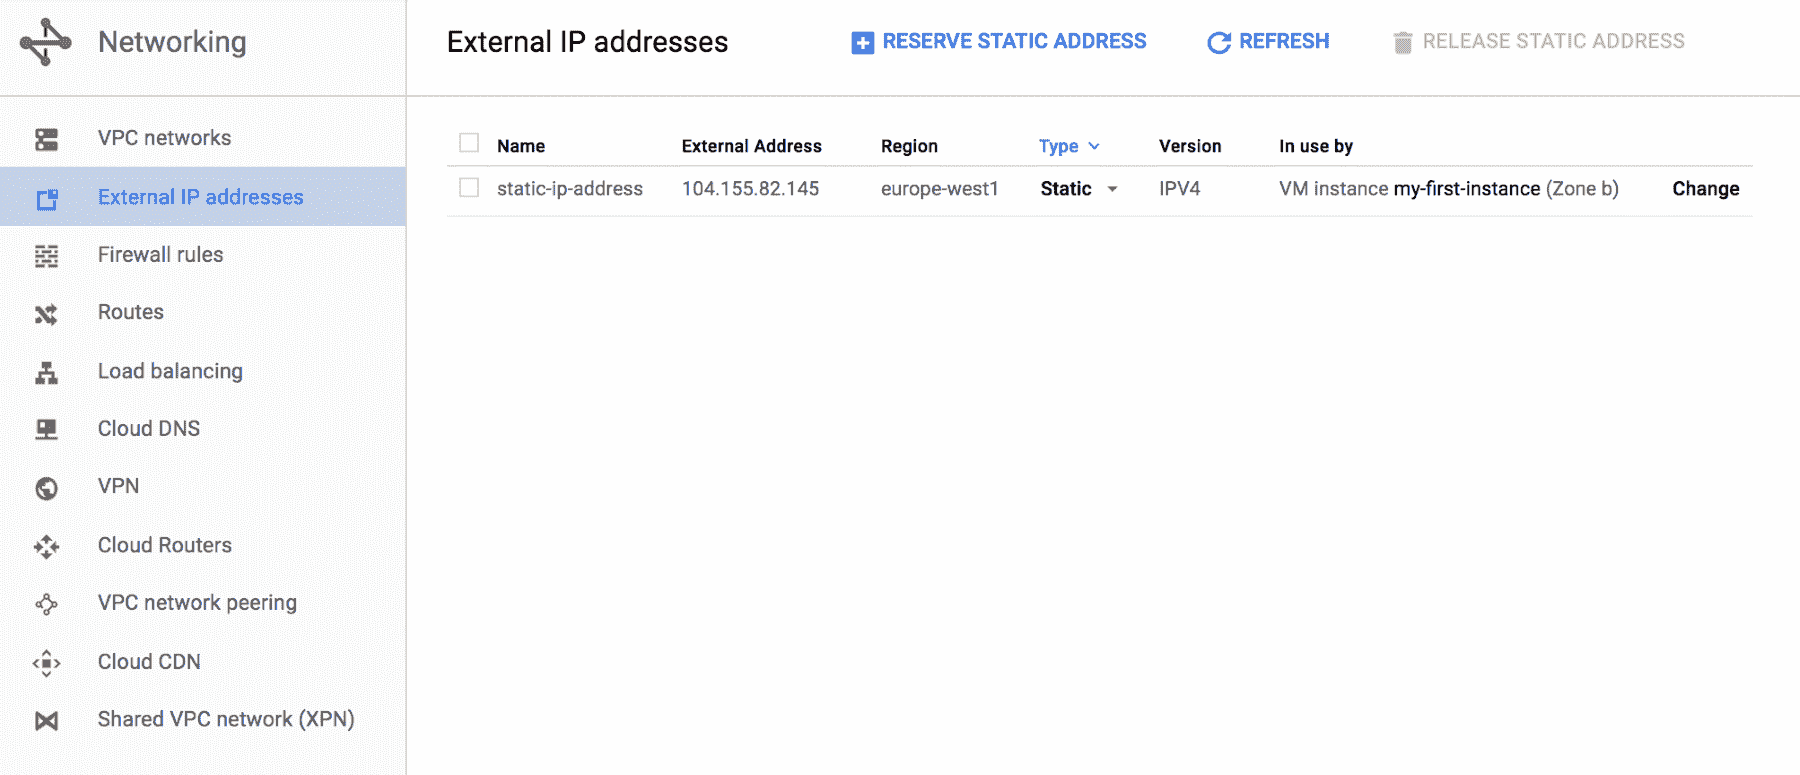 Networking
External IP addresses
RESERVE STATIC ADDRESS
REFRESH
RELEASE STATIC ADDRESS
VPC networks
External IP addresses
Firewall rules
Routes
Load balancing
Cloud DNS
VPN
Cloud Routers
VPC network peering
Cloud CDN
Shared VPC network (XPN)
Name External Address Region Type Version In use by
static-ip-address 104.155.82.145 europe-west1 Static IPV4 VM instance my-first-instance (Zone b) Change